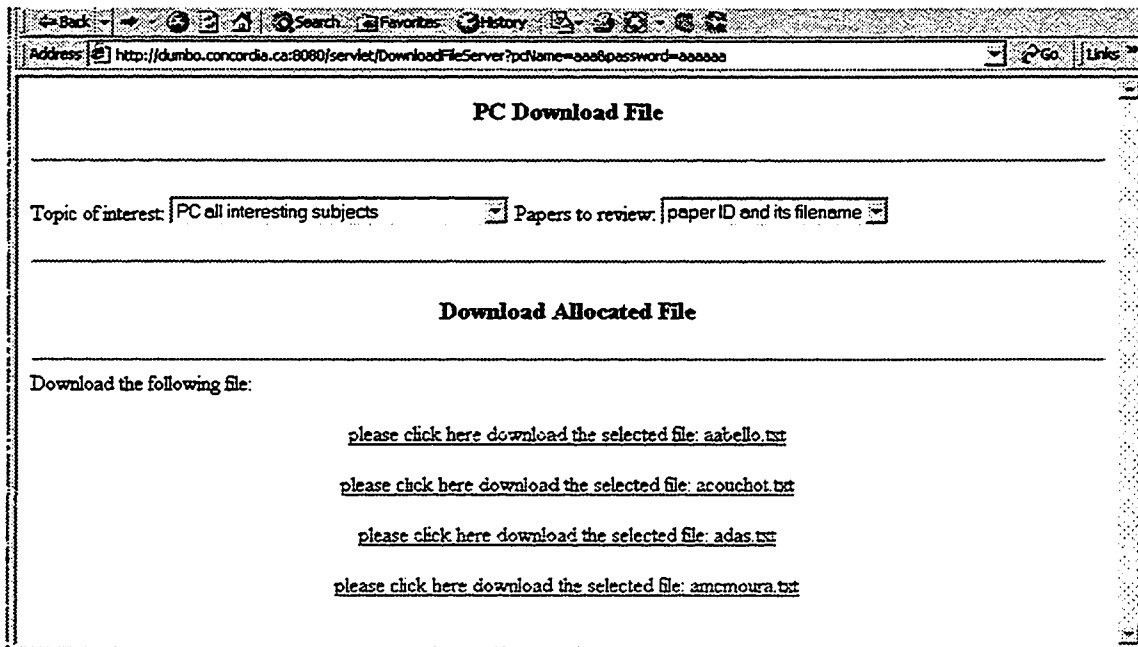 Back Search Favorites History
Address http://dumbo.concordia.ca:8080/servlet/DownloadFileServer?pcName=aaa&password=aaaaaa Go Links »
PC Download File
Topic of interest: PC all interesting subjects Papers to review: paper ID and its filename
Download Allocated File
Download the following file:
please click here download the selected file: aabello.txt
please click here download the selected file: acouchot.txt
please click here download the selected file: adas.txt
please click here download the selected file: amcmoura.txt